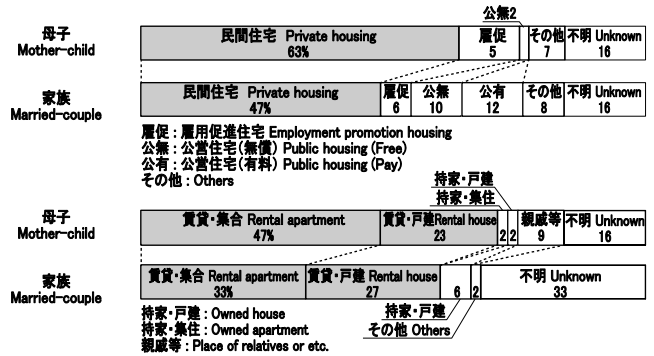 公無2
母子 民間住宅 Private housing 雇促 その他 不明 Unknown
Mother-child 63% 5 7 16
家族 民間住宅 Private housing 雇促 公無 公有 その他 不明 Unknown
Married-couple 47% 6 10 12 8 16
雇促 : 雇用促進住宅 Employment promotion housing
公無 : 公営住宅(無償) Public housing (Free)
公有 : 公営住宅(有料) Public housing (Pay)
その他 : Others
持家・戸建
持家・集住
母子 賃貸・集合 Rental apartment 賃貸・戸建 Rental house 親戚等 不明 Unknown
Mother-child 47% 23 2 2 9 16
家族 賃貸・集合 Rental apartment 賃貸・戸建 Rental house 不明 Unknown
Married-couple 33% 27 6 2 33
持家・戸建 : Owned house 持家・戸建
持家・集住 : Owned apartment その他 Others
親戚等 : Place of relatives or etc.